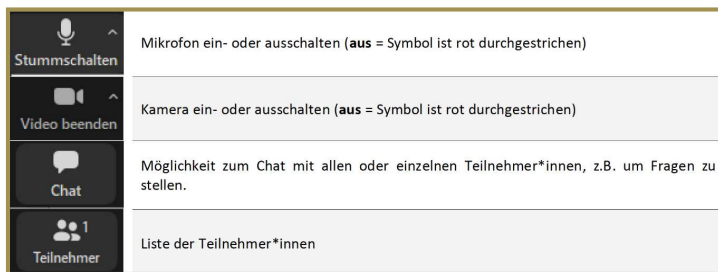 Stummschalten
Mikrofon ein- oder ausschalten (aus = Symbol ist rot durchgestrichen)
Video beenden
Kamera ein- oder ausschalten (aus = Symbol ist rot durchgestrichen)
Chat
Möglichkeit zum Chat mit allen oder einzelnen Teilnehmer*innen, z.B. um Fragen zu
stellen.
1
Teilnehmer
Liste der Teilnehmer*innen